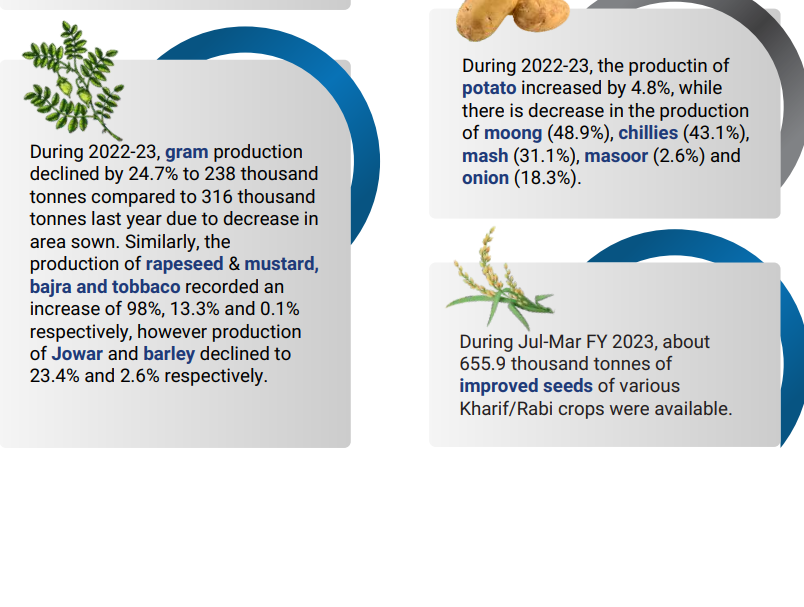 During 2022-23, gram production
declined by 24.7% to 238 thousand
tonnes compared to 316 thousand
tonnes last year due to decrease in
area sown. Similarly, the
production of rapeseed & mustard,
bajra and tobbaco recorded an
increase of 98%, 13.3% and 0.1%
respectively, however production
of Jowar and barley declined to
23.4% and 2.6% respectively.
During 2022-23, the productin of
potato increased by 4.8%, while
there is decrease in the production
of moong (48.9%), chillies (43.1%),
mash (31.1%), masoor (2.6%) and
onion (18.3%).
During Jul-Mar FY 2023, about
655.9 thousand tonnes of
improved seeds of various
Kharif/Rabi crops were available.